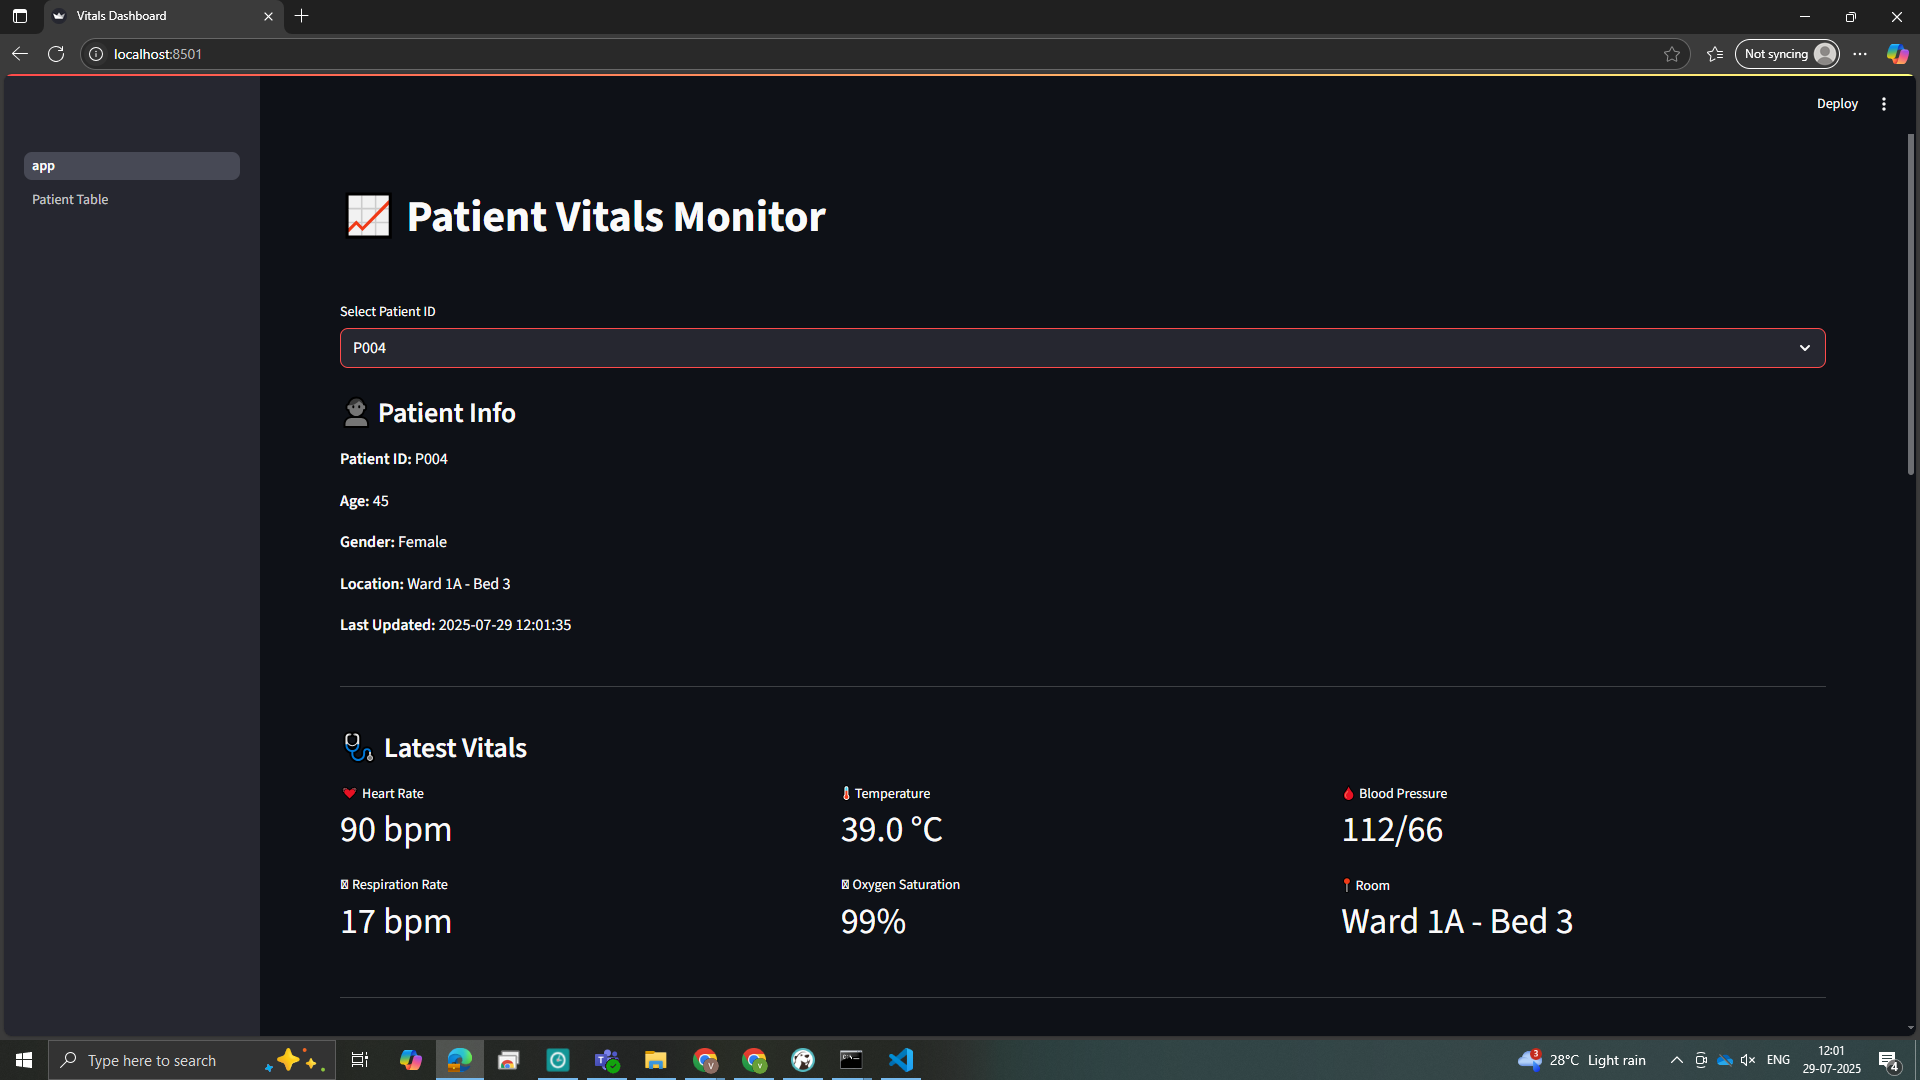 Vitals Dashboard
localhost:8501
Not syncing
Deploy
app
Patient Table
Patient Vitals Monitor
Select Patient ID
P004
Patient Info
Patient ID: P004
Age: 45
Gender: Female
Location: Ward 1A - Bed 3
Last Updated: 2025-07-29 12:01:35
Latest Vitals
Heart Rate
90 bpm
Temperature
39.0 °C
Blood Pressure
112/66
Respiration Rate
17 bpm
Oxygen Saturation
99%
Room
Ward 1A - Bed 3
Type here to search
3
28°C Light rain
ENG
12:01
29-07-2025
4